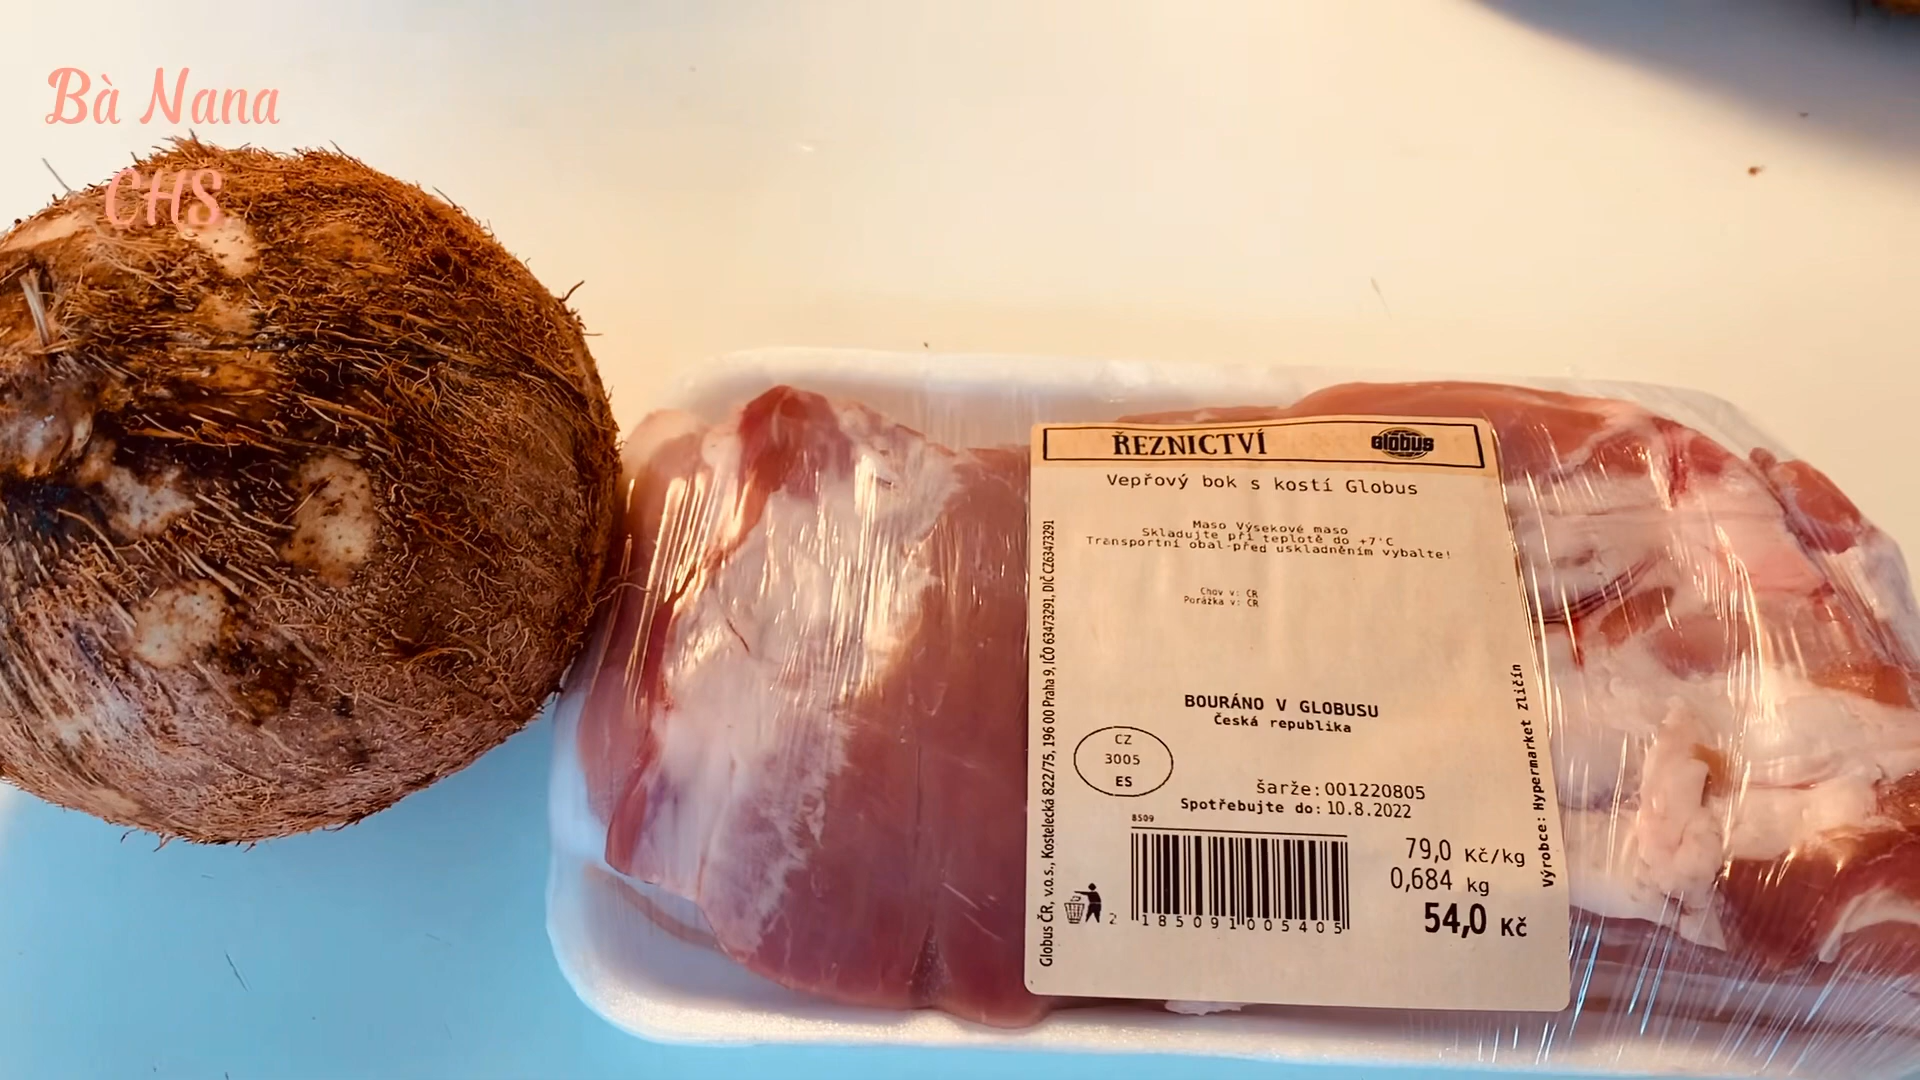 Bà Nana
CHS
ŘEZNICTVÍ
Globus
Vepřový bok s kostí Globus
Maso Výsekové maso
Skladujte při teplotě do +7°C
Transportní obal-před uskladněním vybalte!
Chov v: ČR
Porážka v: ČR
BOURÁNO V GLOBUSU
Česká republika
CZ
3005
ES
šarže: 001220805
Spotřebujte do: 10.8.2022
8509
79,0 Kč/kg
0,684 kg
54,0 Kč
2 185091005405
Globus ČR, v.o.s., Kostelecká 822/75, 196 00 Praha 9, IČO 63473291, DIČ CZ63473291
Výrobce: Hypermarket Zličín